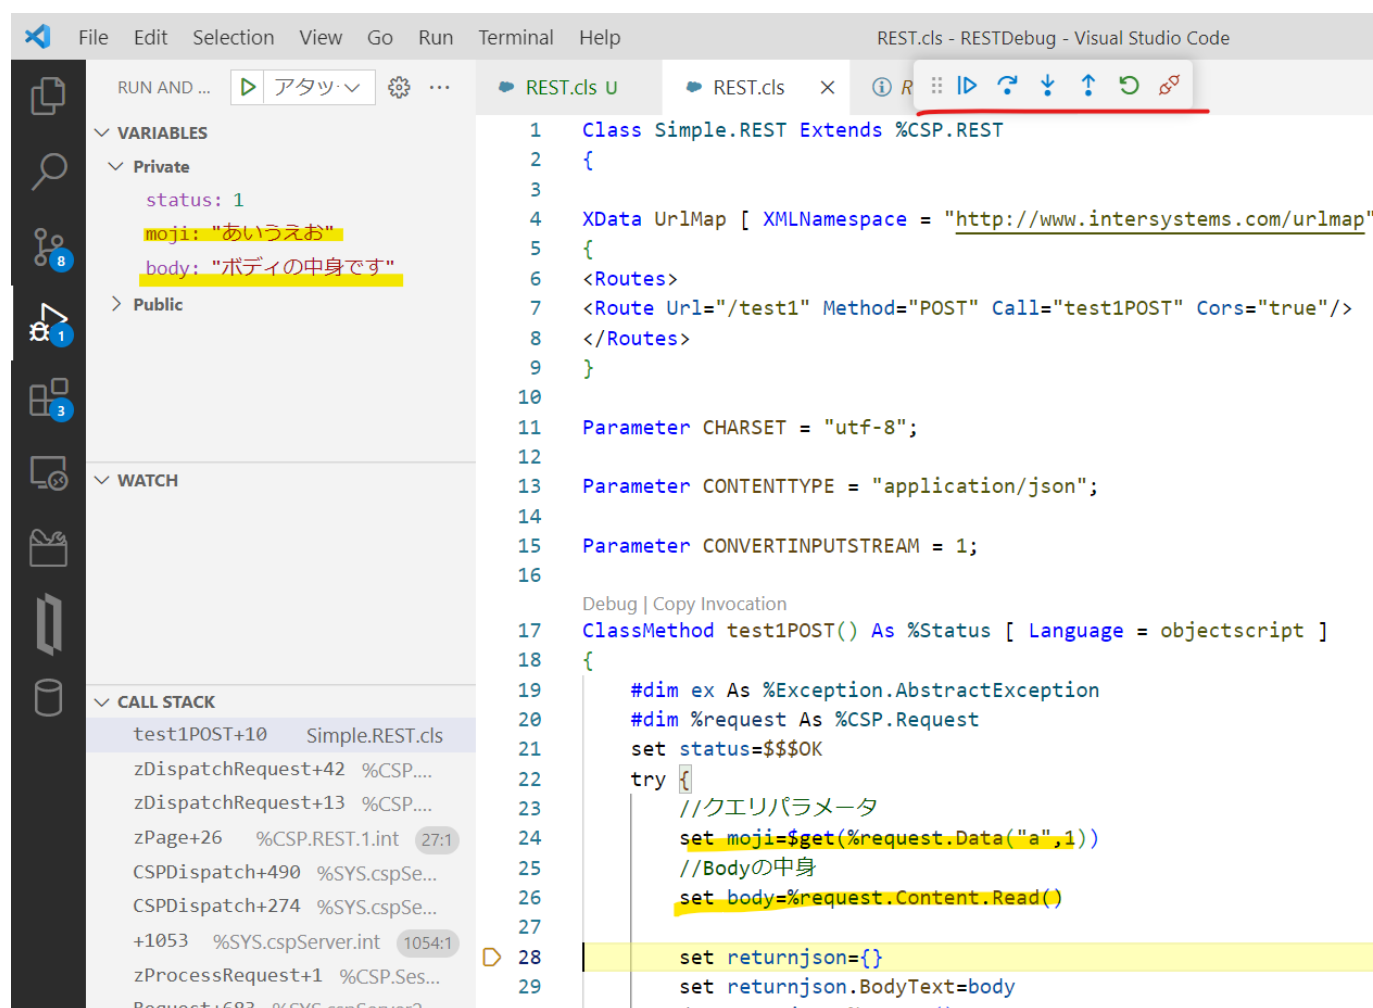 File Edit Selection View Go Run Terminal Help REST.cls - RESTDebug - Visual Studio Code
RUN AND ... アタッ ...
VARIABLES
Private
status: 1
moji: "あいうえお"
body: "ボディの中身です"
Public
WATCH
CALL STACK
test1POST+10 Simple.REST.cls
zDispatchRequest+42 %CSP....
zDispatchRequest+13 %CSP....
zPage+26 %CSP.REST.1.int 27:1
CSPDispatch+490 %SYS.cspSe...
CSPDispatch+274 %SYS.cspSe...
+1053 %SYS.cspServer.int 1054:1
zProcessRequest+1 %CSP.Ses...
8
1
3
REST.cls U REST.cls R
1 Class Simple.REST Extends %CSP.REST
2 {
3
4 XData UrlMap [ XMLNamespace = "http://www.intersystems.com/urlmap"
5 {
6 <Routes>
7 <Route Url="/test1" Method="POST" Call="test1POST" Cors="true"/>
8 </Routes>
9 }
10
11 Parameter CHARSET = "utf-8";
12
13 Parameter CONTENTTYPE = "application/json";
14
15 Parameter CONVERTINPUTSTREAM = 1;
16
Debug | Copy Invocation
17 ClassMethod test1POST() As %Status [ Language = objectscript ]
18 {
19 #dim ex As %Exception.AbstractException
20 #dim %request As %CSP.Request
21 set status=$$$OK
22 try {
23 //クエリパラメータ
24 set moji=$get(%request.Data("a",1))
25 //Bodyの中身
26 set body=%request.Content.Read()
27
28 set returnjson={}
29 set returnjson.BodyText=body